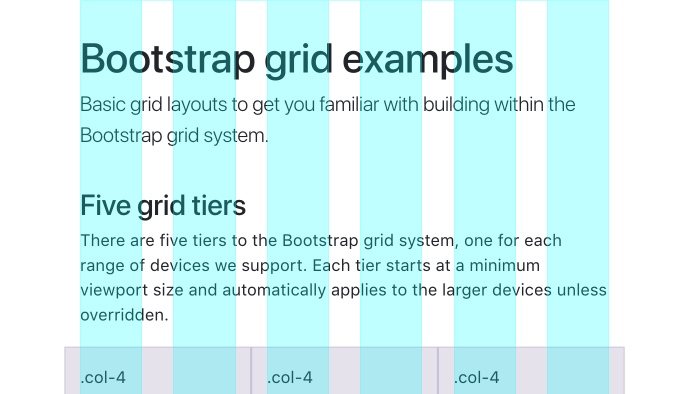 Bootstrap grid examples
Basic grid layouts to get you familiar with building within the
Bootstrap grid system.
Five grid tiers
There are five tiers to the Bootstrap grid system, one for each
range of devices we support. Each tier starts at a minimum
viewport size and automatically applies to the larger devices unless
overridden.
.col-4 .col-4 .col-4